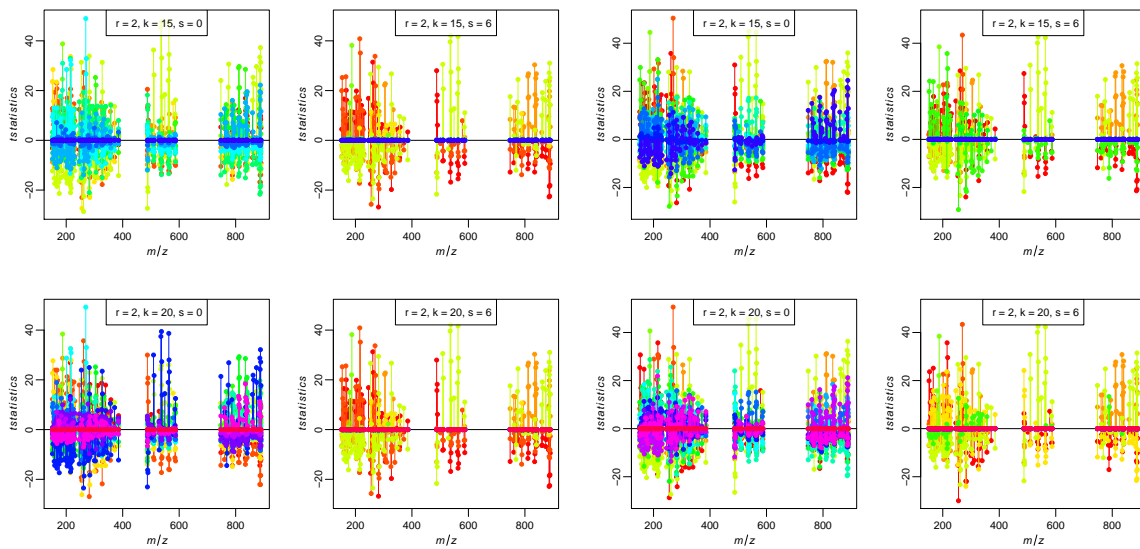 r = 2, k = 15, s = 0
tstatistics
40
20
0
−20
200 400 600 800
m/z
r = 2, k = 15, s = 6
tstatistics
40
20
0
−20
200 400 600 800
m/z
r = 2, k = 15, s = 0
tstatistics
40
20
0
−20
200 400 600 800
m/z
r = 2, k = 15, s = 6
tstatistics
40
20
0
−20
200 400 600 800
m/z
r = 2, k = 20, s = 0
tstatistics
40
20
0
−20
200 400 600 800
m/z
r = 2, k = 20, s = 6
tstatistics
40
20
0
−20
200 400 600 800
m/z
r = 2, k = 20, s = 0
tstatistics
40
20
0
−20
200 400 600 800
m/z
r = 2, k = 20, s = 6
tstatistics
40
20
0
−20
200 400 600 800
m/z